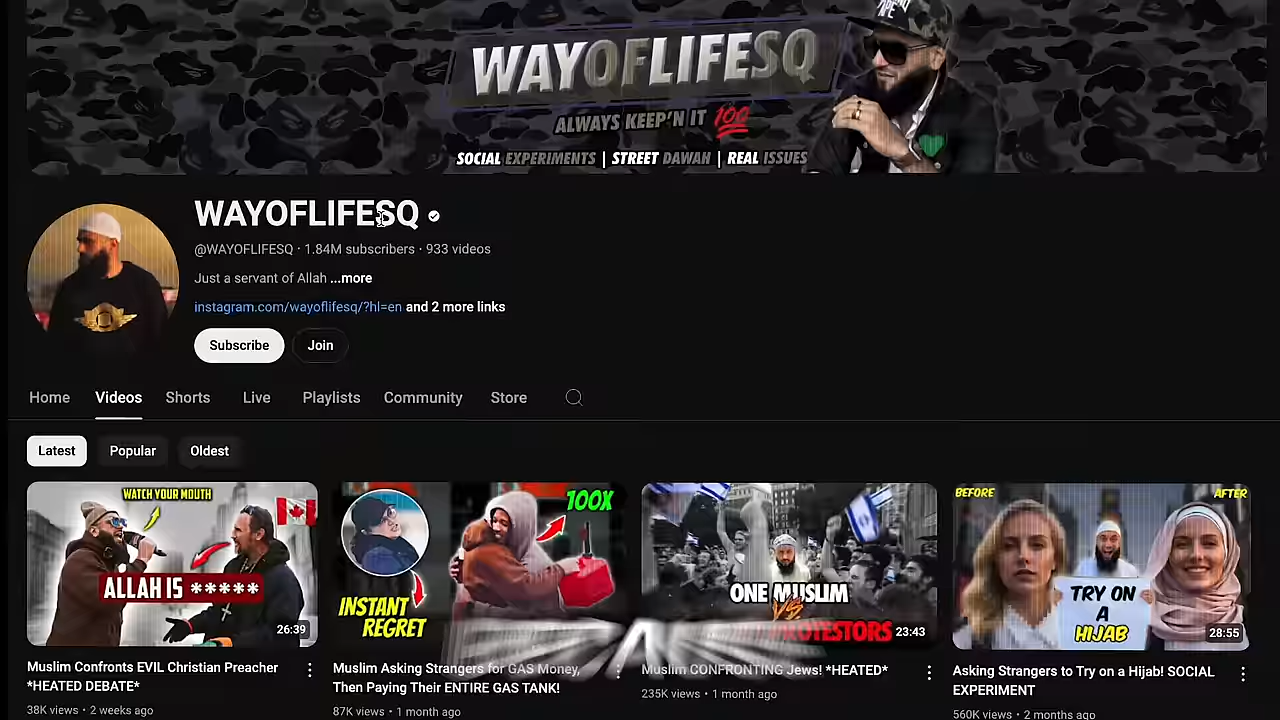 WAYOFLIFESQ
ALWAYS KEEP'N IT 100
SOCIAL EXPERIMENTS | STREET DAWAH | REAL ISSUES
WAYOFLIFESQ
@WAYOFLIFESQ · 1.84M subscribers · 933 videos
Just a servant of Allah ...more
instagram.com/wayoflifesq/?hl=en and 2 more links
Subscribe
Join
Home Videos Shorts Live Playlists Community Store
Latest Popular Oldest
WATCH YOUR MOUTH
ALLAH IS *****
26:39
Muslim Confronts EVIL Christian Preacher
*HEATED DEBATE*
38K views · 2 weeks ago
100X
INSTANT
REGRET
Muslim Asking Strangers for GAS Money,
Then Paying Their ENTIRE GAS TANK!
87K views · 1 month ago
ONE MUSLIM
VS
PROTESTORS
23:43
Muslim CONFRONTING Jews! *HEATED*
235K views · 1 month ago
BEFORE
AFTER
TRY ON
A
HIJAB
28:55
Asking Strangers to Try on a Hijab! SOCIAL
EXPERIMENT
560K views · 2 months ago